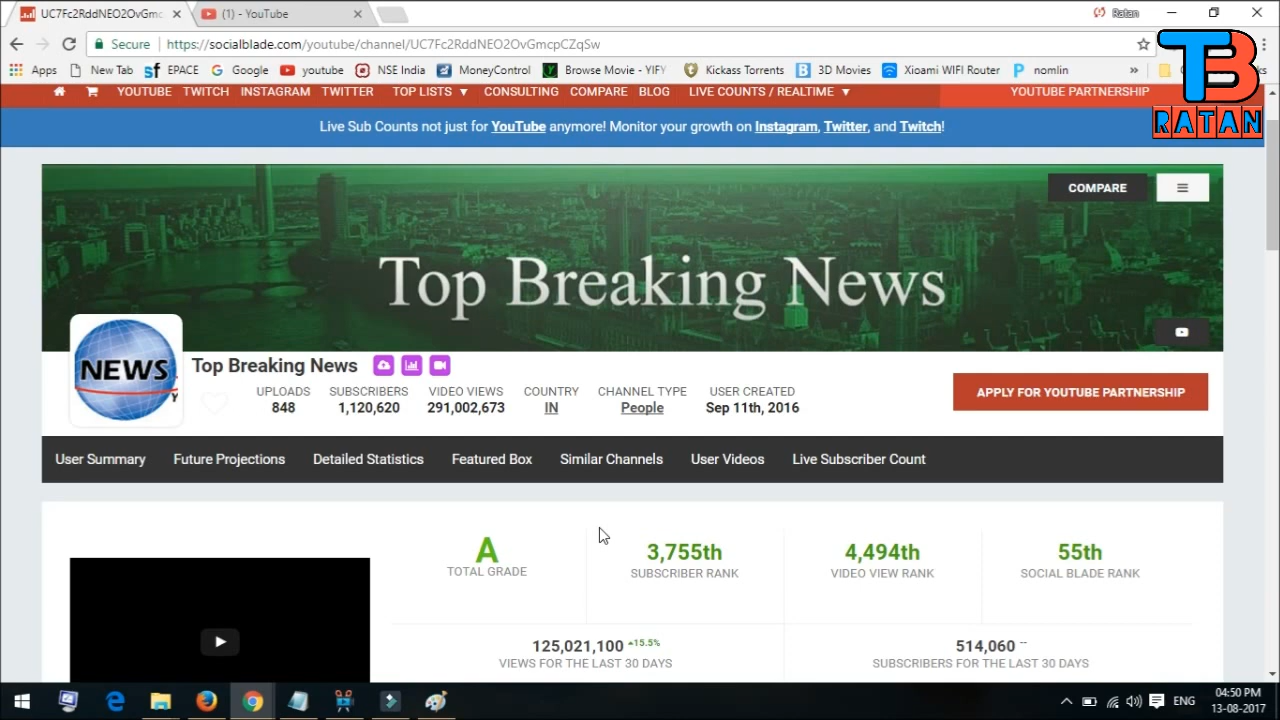 UC7Fc2RddNEO2OvGmc
(1) - YouTube
Ratan
Secure
https://socialblade.com/youtube/channel/UC7Fc2RddNEO2OvGmcpCZqSw
Apps
New Tab
EPACE
Google
youtube
NSE India
MoneyControl
Browse Movie - YIFY
Kickass Torrents
3D Movies
Xioami WIFI Router
nomlin
»
TB
RATAN
YOUTUBE TWITCH INSTAGRAM TWITTER TOP LISTS CONSULTING COMPARE BLOG LIVE COUNTS / REALTIME YOUTUBE PARTNERSHIP
Live Sub Counts not just for YouTube anymore! Monitor your growth on Instagram, Twitter, and Twitch!
COMPARE
Top Breaking News
NEWS
Top Breaking News
UPLOADS SUBSCRIBERS VIDEO VIEWS COUNTRY CHANNEL TYPE USER CREATED
848 1,120,620 291,002,673 IN People Sep 11th, 2016
APPLY FOR YOUTUBE PARTNERSHIP
User Summary Future Projections Detailed Statistics Featured Box Similar Channels User Videos Live Subscriber Count
A 3,755th 4,494th 55th
TOTAL GRADE SUBSCRIBER RANK VIDEO VIEW RANK SOCIAL BLADE RANK
125,021,100 15.5% 514,060 --
VIEWS FOR THE LAST 30 DAYS SUBSCRIBERS FOR THE LAST 30 DAYS
ENG
04:50 PM
13-08-2017